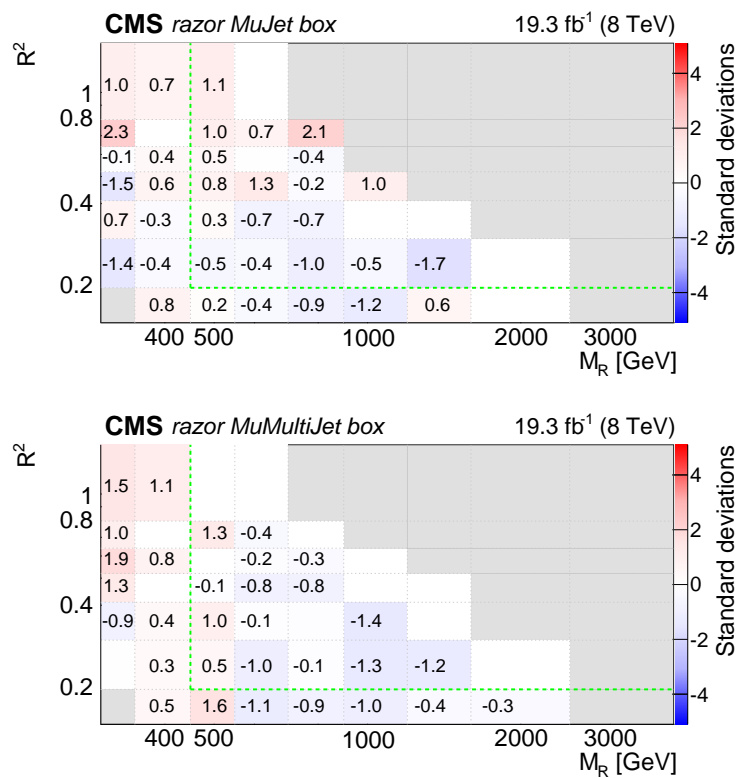 CMS razor MuJet box 19.3 fb-1 (8 TeV)
R2
1
0.8
0.4
0.2
1.0 0.7 1.1
2.3 1.0 0.7 2.1
-0.1 0.4 0.5 -0.4
-1.5 0.6 0.8 1.3 -0.2 1.0
0.7 -0.3 0.3 -0.7 -0.7
-1.4 -0.4 -0.5 -0.4 -1.0 -0.5 -1.7
0.8 0.2 -0.4 -0.9 -1.2 0.6
400 500 1000 2000 3000
MR [GeV]
4
2
0
-2
-4
Standard deviations
CMS razor MuMultiJet box 19.3 fb-1 (8 TeV)
R2
1
0.8
0.4
0.2
1.5 1.1
1.0 1.3 -0.4
1.9 0.8 -0.2 -0.3
1.3 -0.1 -0.8 -0.8
-0.9 0.4 1.0 -0.1 -1.4
0.3 0.5 -1.0 -0.1 -1.3 -1.2
0.5 1.6 -1.1 -0.9 -1.0 -0.4 -0.3
400 500 1000 2000 3000
MR [GeV]
4
2
0
-2
-4
Standard deviations